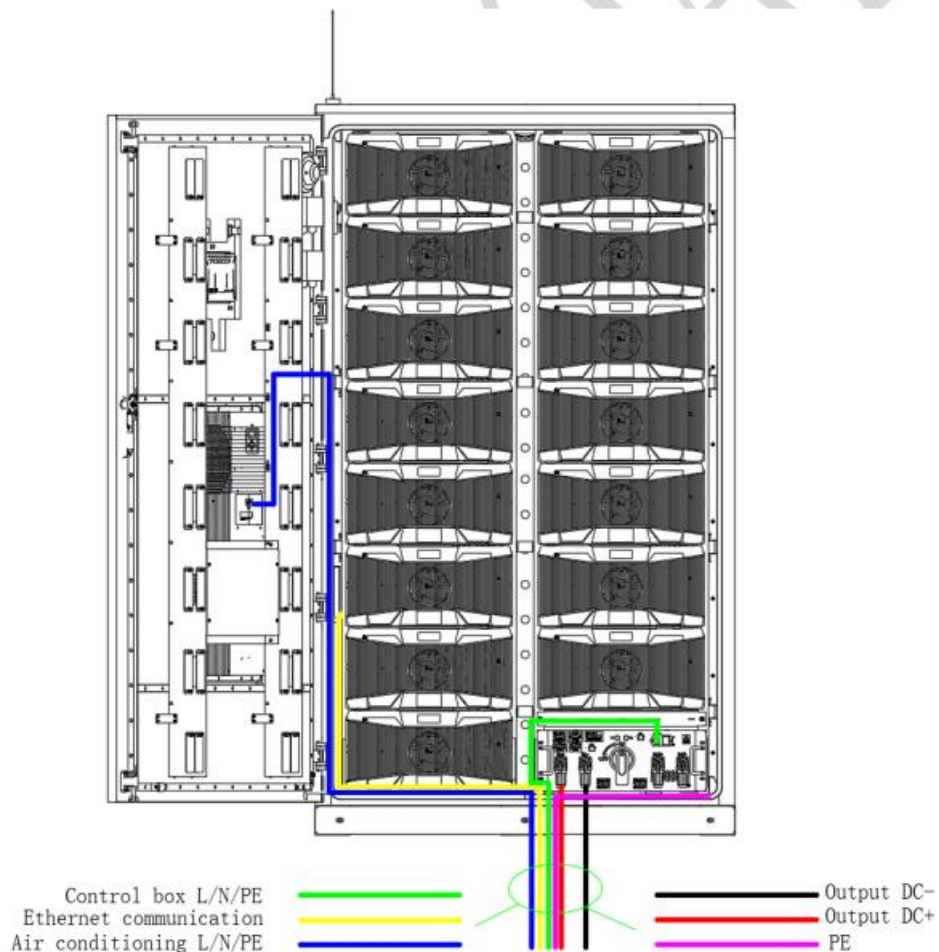 Control box L/N/PE
Ethernet communication
Air conditioning L/N/PE
Output DC-
Output DC+
PE